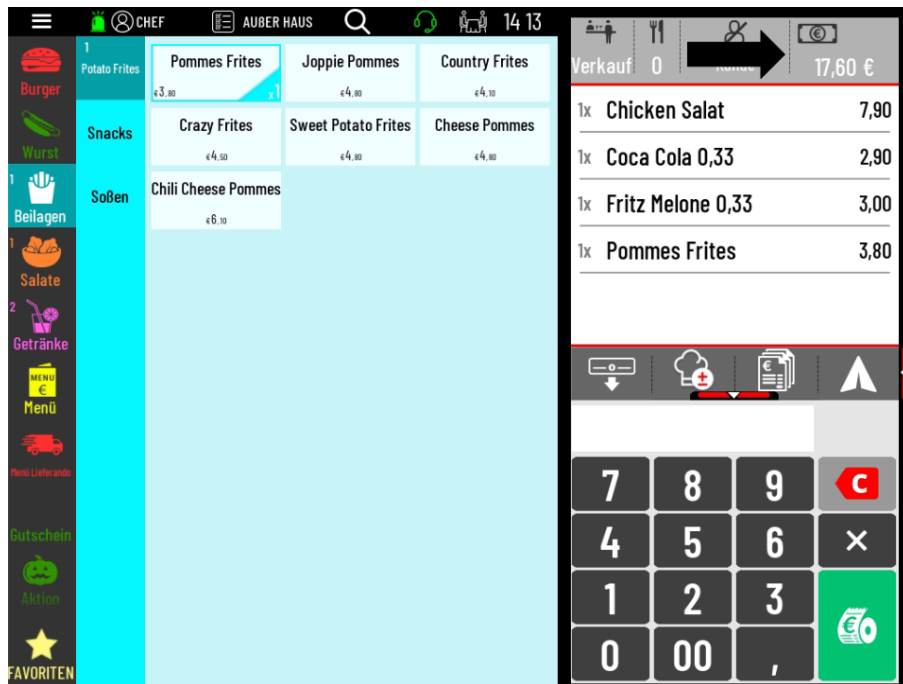 CHEF
AUßER HAUS
14 13
Burger
Wurst
1
Beilagen
1
Salate
2
Getränke
MENU
€
Menü
Menü Lieferando
Gutschein
Aktion
FAVORITEN
1
Potato Frites
Snacks
Soßen
Pommes Frites
€3,80
x1
Joppie Pommes
€4,80
Country Frites
€4,10
Crazy Frites
€4,50
Sweet Potato Frites
€4,80
Cheese Pommes
€4,80
Chili Cheese Pommes
€6,10
Verkauf 0 17,60 €
1x Chicken Salat 7,90
1x Coca Cola 0,33 2,90
1x Fritz Melone 0,33 3,00
1x Pommes Frites 3,80
7 8 9 C
4 5 6 ×
1 2 3
€
0 00 ,